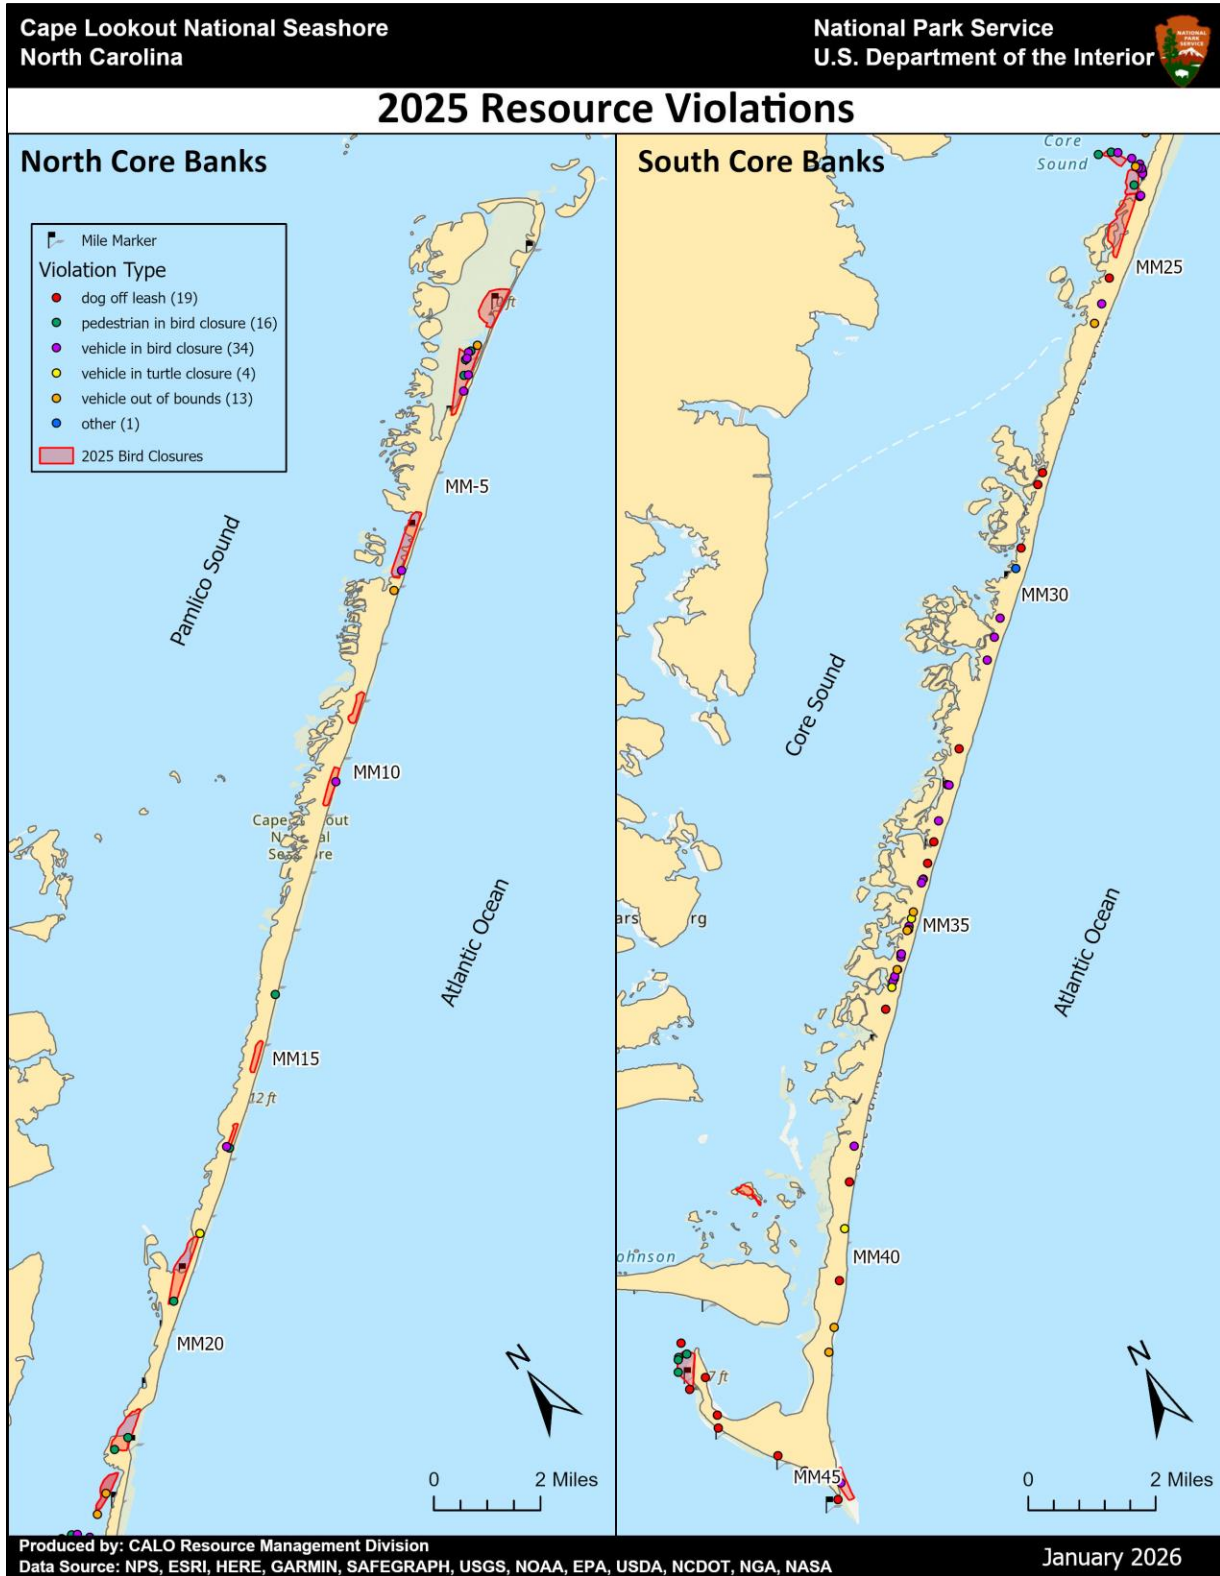 Cape Lookout National Seashore
North Carolina
National Park Service
U.S. Department of the Interior
NATIONAL
PARK
SERVICE
2025 Resource Violations
North Core Banks
Mile Marker
Violation Type
dog off leash (19)
pedestrian in bird closure (16)
vehicle in bird closure (34)
vehicle in turtle closure (4)
vehicle out of bounds (13)
other (1)
2025 Bird Closures
MM-5
Pamlico Sound
MM10
MM15
12 ft
Atlantic Ocean
MM20
N
0 2 Miles
South Core Banks
Core
Sound
MM25
MM30
Core Sound
MM35
Atlantic Ocean
MM40
ohnson
7 ft
MM45
N
0 2 Miles
Produced by: CALO Resource Management Division
Data Source: NPS, ESRI, HERE, GARMIN, SAFEGRAPH, USGS, NOAA, EPA, USDA, NCDOT, NGA, NASA
January 2026